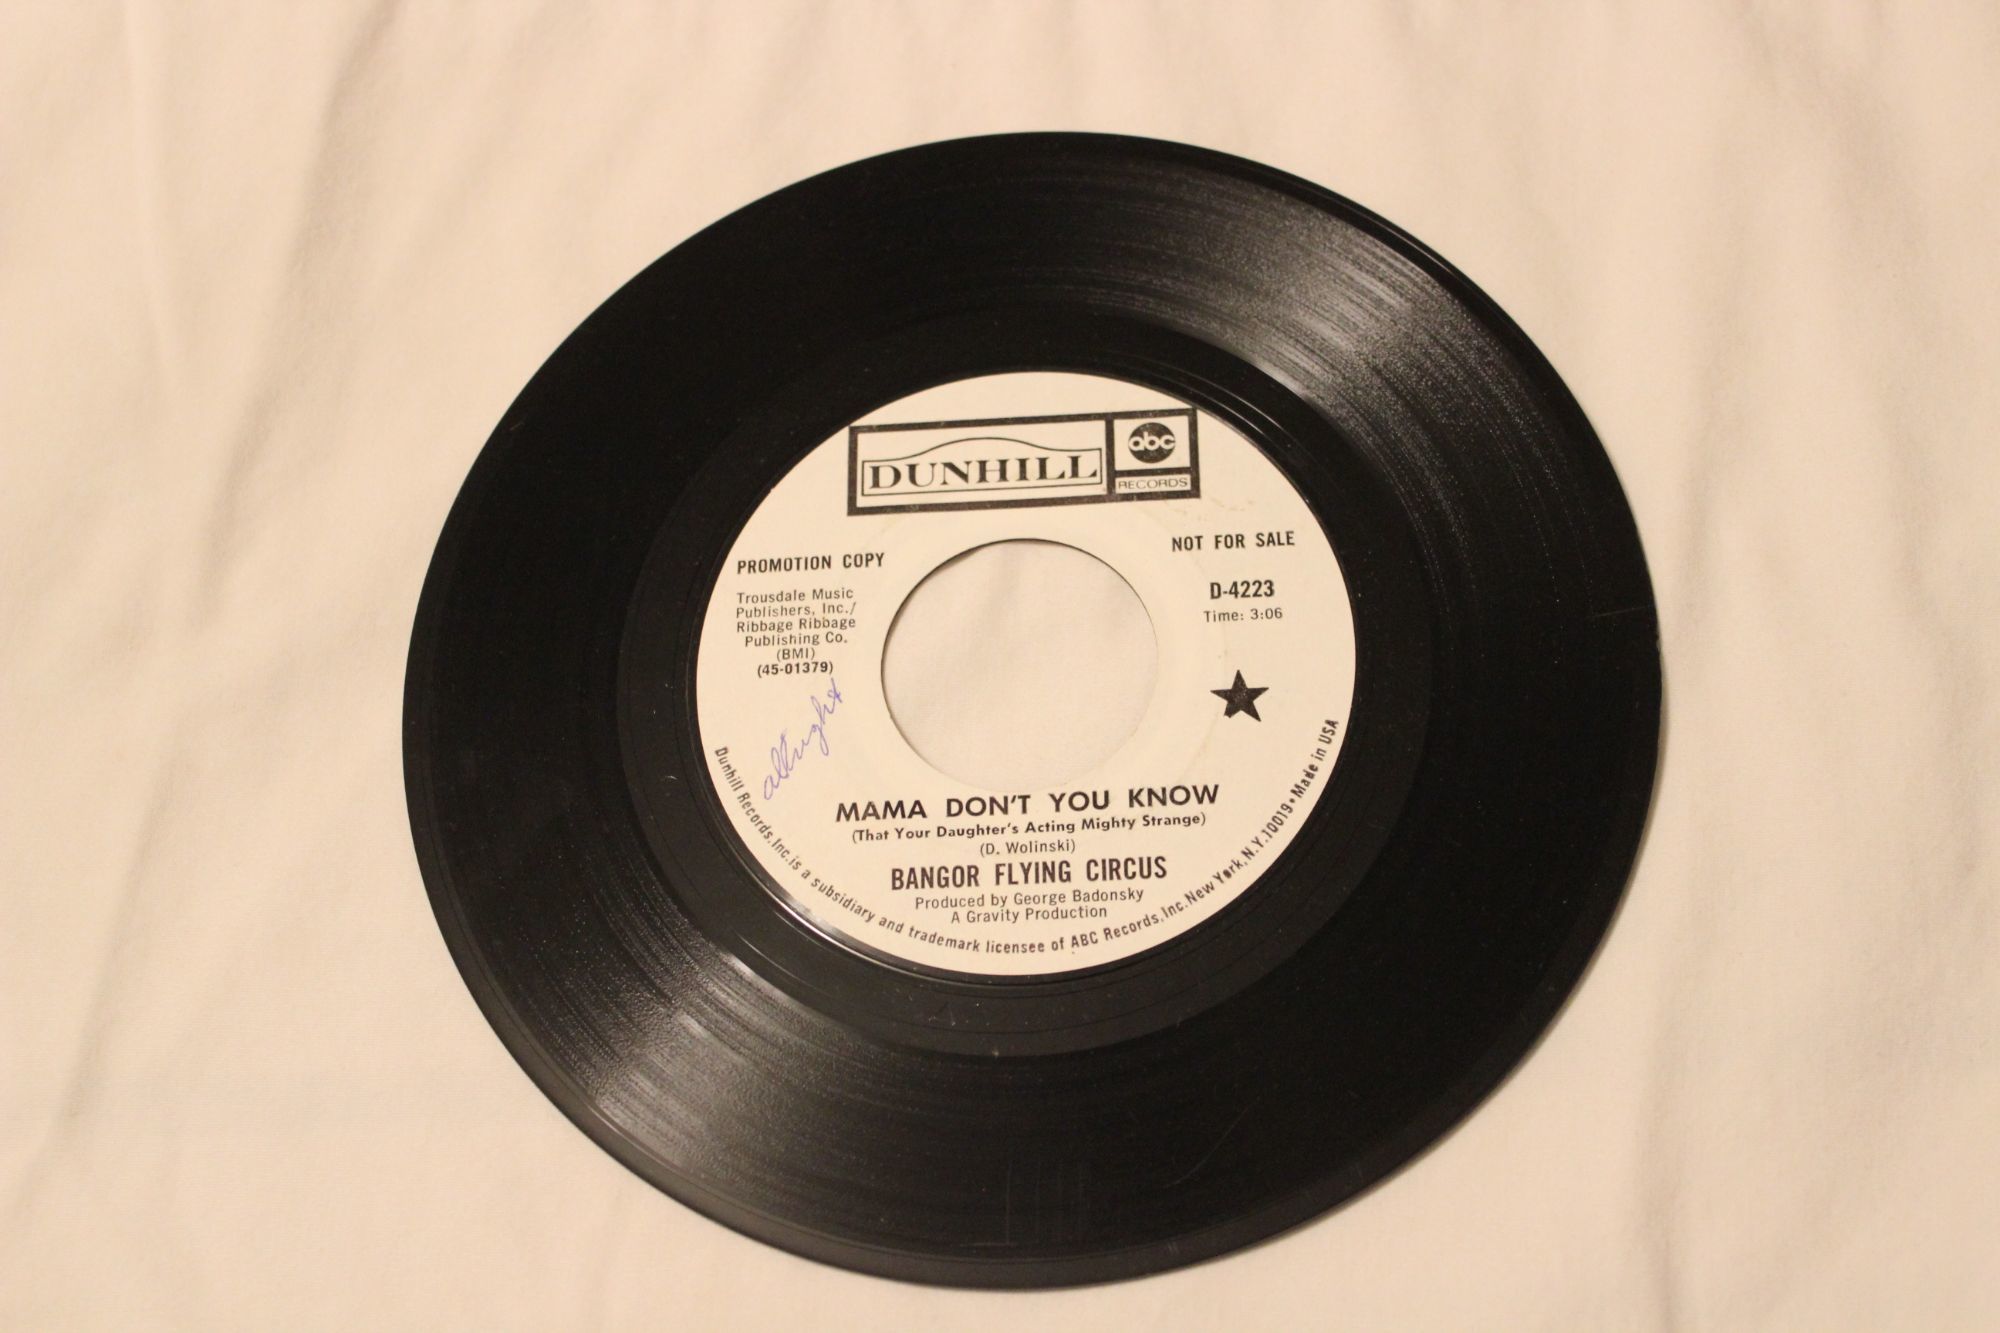 DUNHILL
abc
RECORDS
PROMOTION COPY
NOT FOR SALE
Trousdale Music
Publishers, Inc./
Ribbage Ribbage
Publishing Co.
(BMI)
(45-01379)
D-4223
Time: 3:06
allright
MAMA DON'T YOU KNOW
(That Your Daughter's Acting Mighty Strange)
(D. Wolinski)
BANGOR FLYING CIRCUS
Produced by George Badonsky
A Gravity Production
Dunhill Records, Inc. is a subsidiary and trademark licensee of ABC Records, Inc. New York, N.Y. 10019 • Made in USA